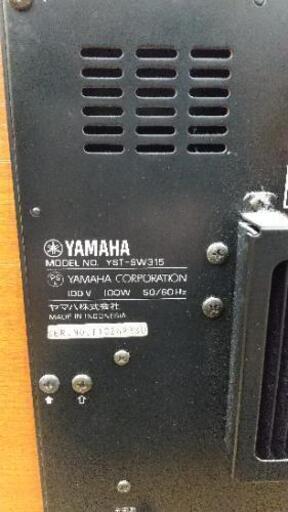 YAMAHA
MODEL NO. YST-SW315
YAMAHA CORPORATION
100V 100W 50/60Hz
ヤマハ株式会社
MADE IN INDONESIA